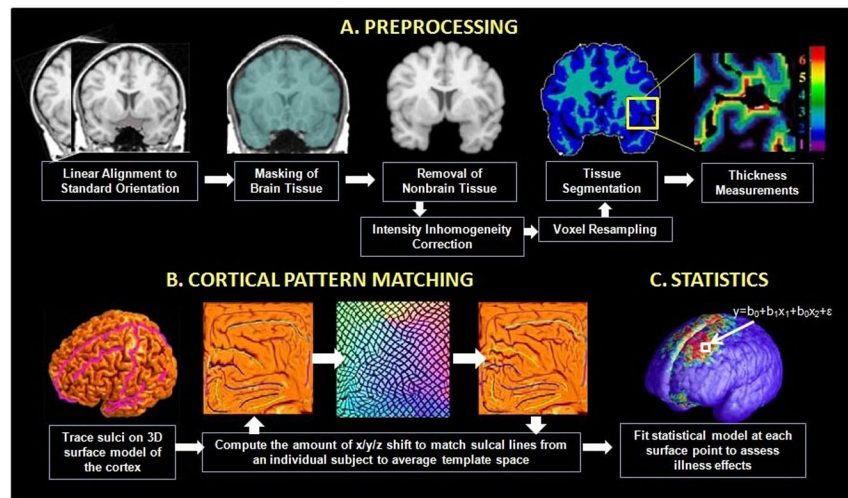 A. PREPROCESSING
6
5
4
3
2
1
Linear Alignment to
Standard Orientation
Masking of
Brain Tissue
Removal of
Nonbrain Tissue
Tissue
Segmentation
Thickness
Measurements
Intensity Inhomogeneity
Correction
Voxel Resampling
B. CORTICAL PATTERN MATCHING
C. STATISTICS
y=b₀+b₁x₁+b₀x₂+ε
Trace sulci on 3D
surface model of
the cortex
Compute the amount of x/y/z shift to match sulcal lines from
an individual subject to average template space
Fit statistical model at each
surface point to assess
illness effects